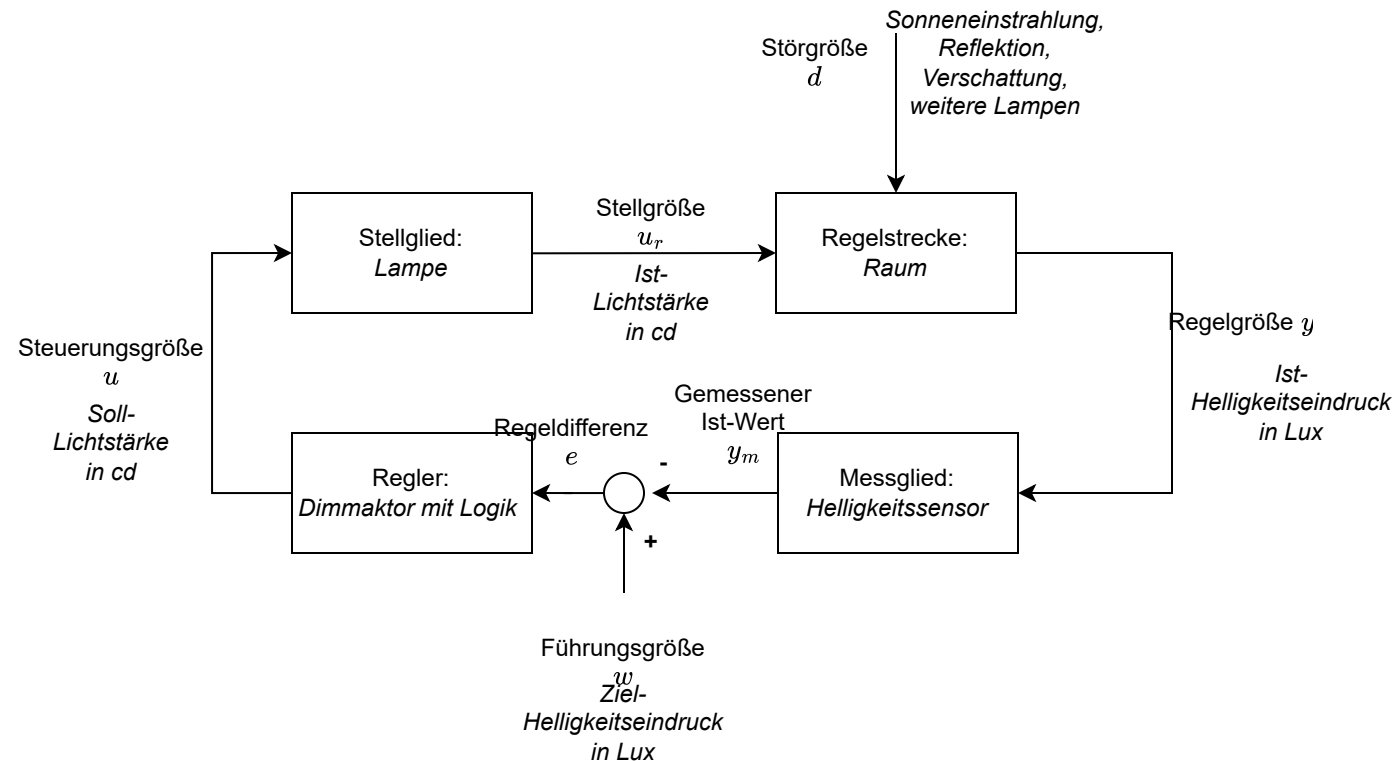 Störgröße
d
Sonneneinstrahlung,
Reflektion,
Verschattung,
weitere Lampen
Stellglied:
Lampe
Stellgröße
u_r
Ist-
Lichtstärke
in cd
Regelstrecke:
Raum
Regelgröße y
Ist-
Helligkeitseindruck
in Lux
Steuerungsgröße
u
Soll-
Lichtstärke
in cd
Regler:
Dimmaktor mit Logik
Regeldifferenz
e
Gemessener
Ist-Wert
y_m
-
+
Messglied:
Helligkeitssensor
Führungsgröße
w
Ziel-
Helligkeitseindruck
in Lux